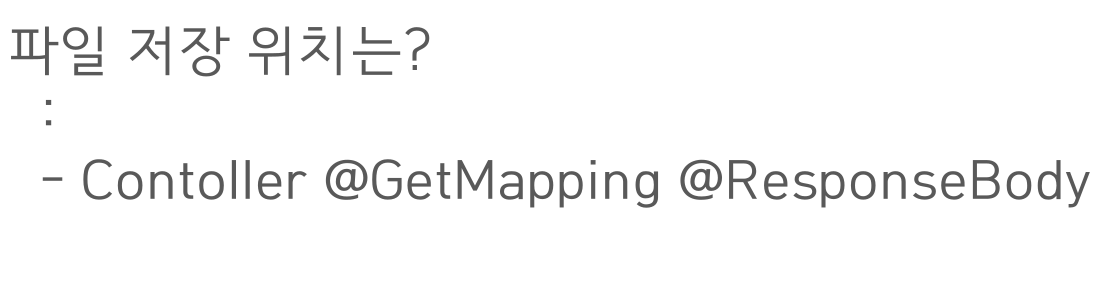 파일 저장 위치는?
:
- Contoller @GetMapping @ResponseBody